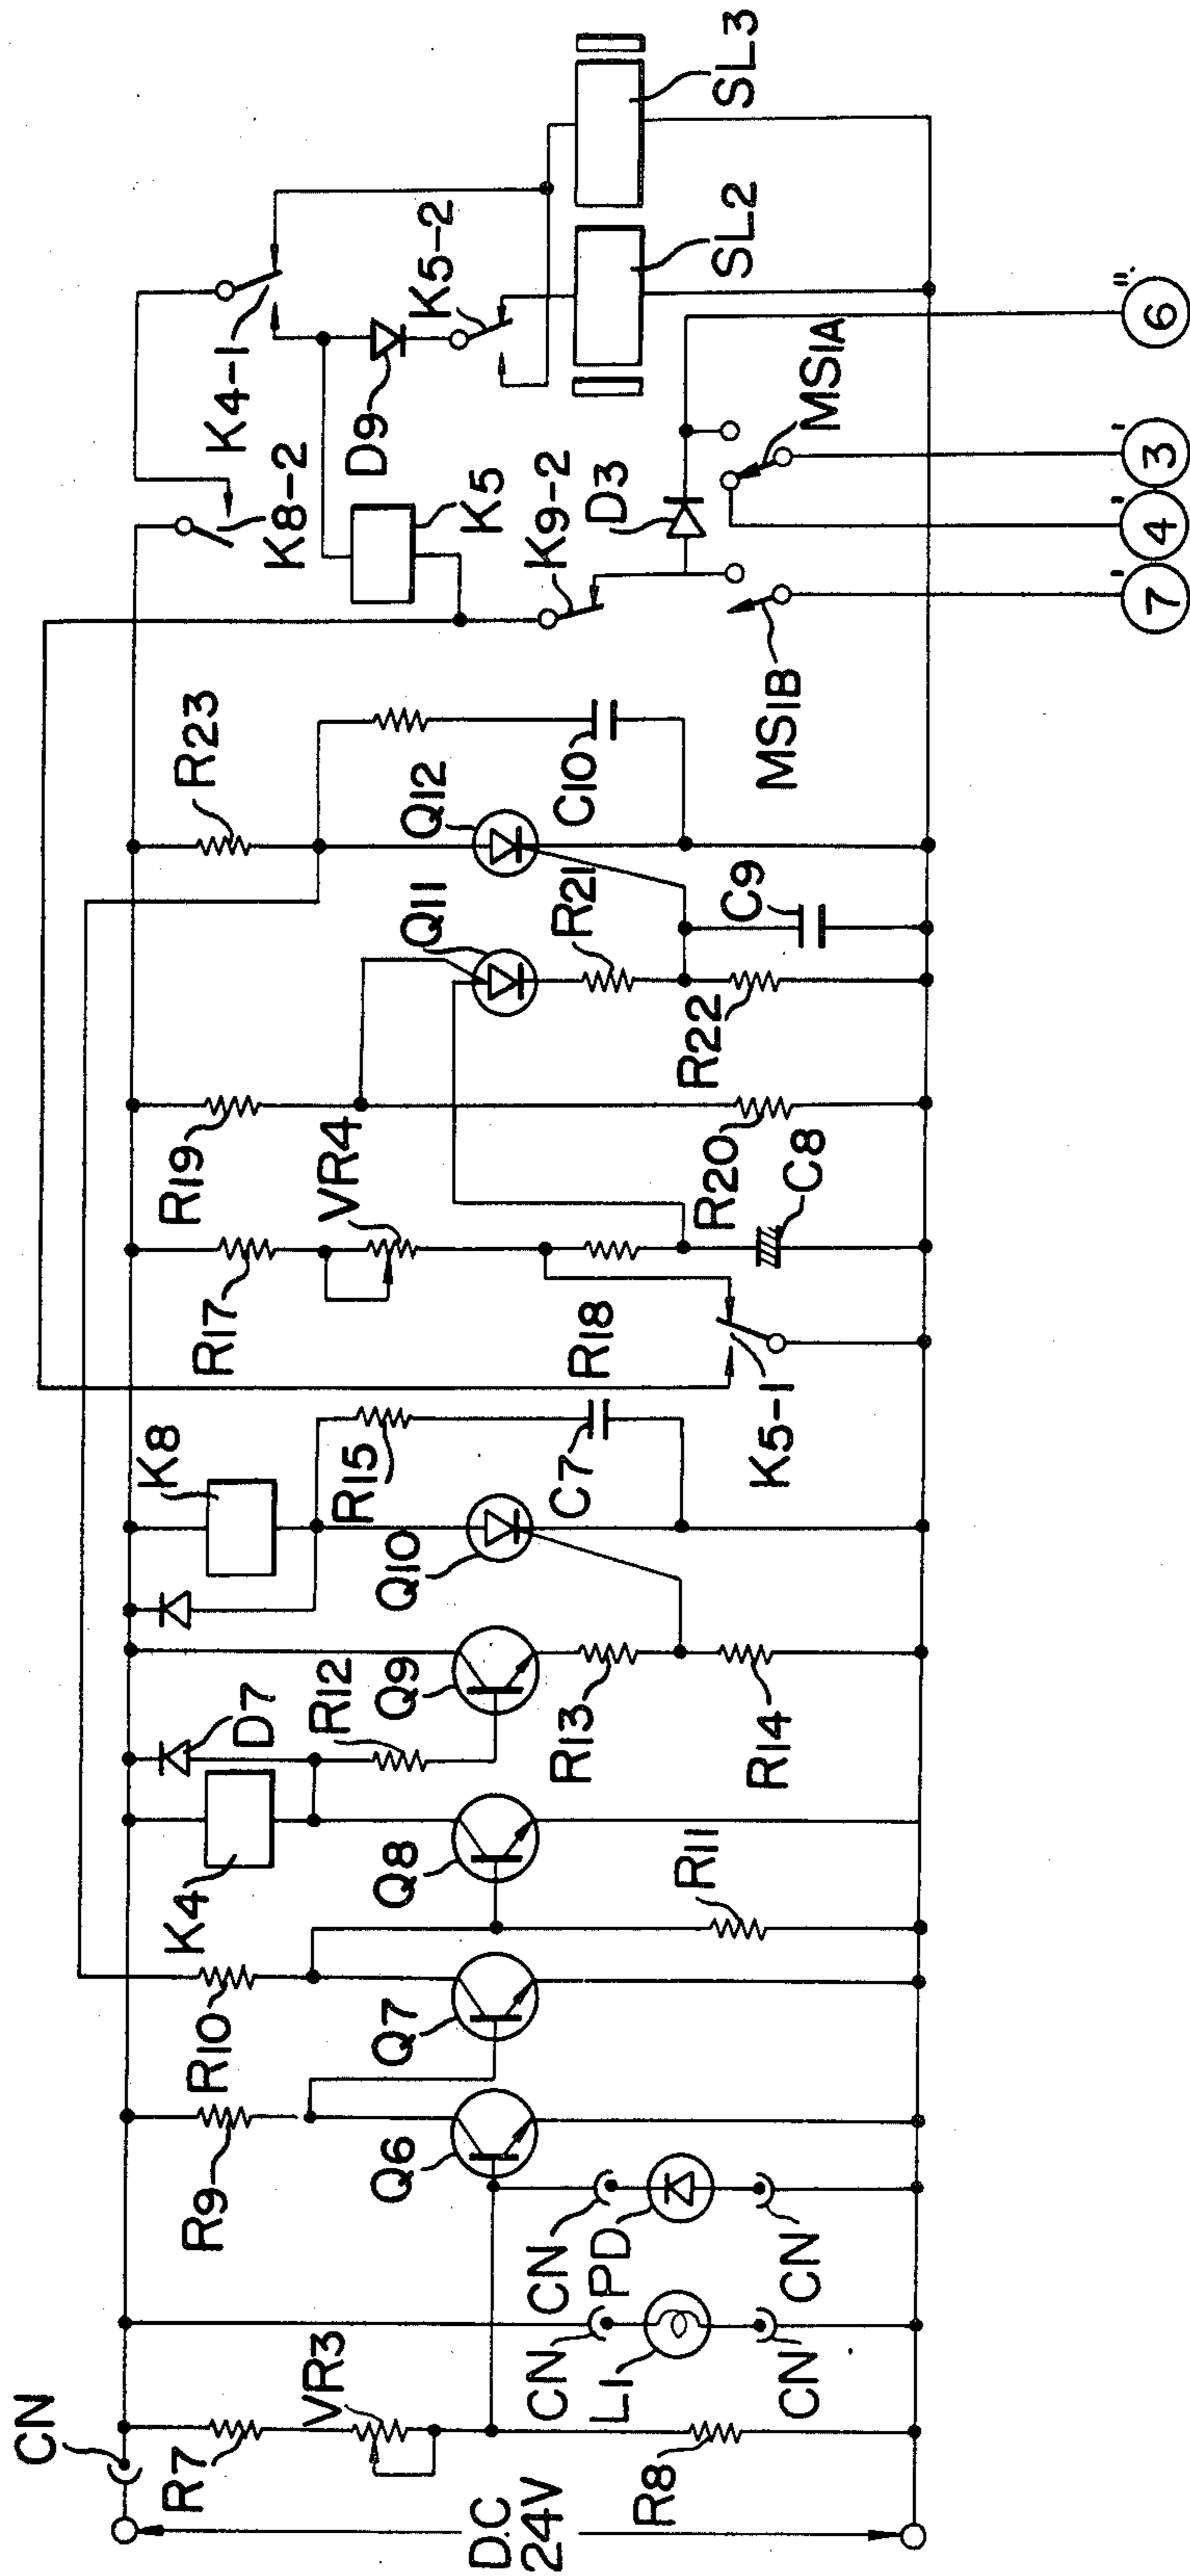 CN
R7
VR3
D.C
24V
R8
CN
L1
CN
CN
PD
CN
R9
Q6
R10
Q7
K4
Q8
R11
D7
R12
Q9
R13
R14
K8
Q10
R15
C7
K5-1
R17
VR4
R18
C8
R19
R20
Q11
R21
R22
C9
R23
Q12
C10
K8-2
K4-1
D9
K5
K5-2
K9-2
D3
MS1B
MS1A
SL2
SL3
7'
4'
3'
6"